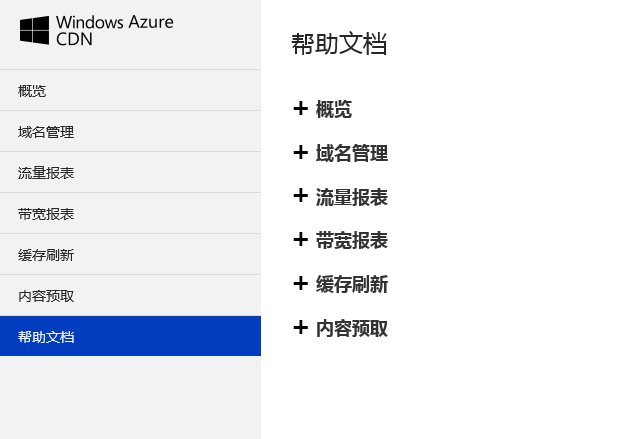 Windows Azure
CDN
概览
域名管理
流量报表
带宽报表
缓存刷新
内容预取
帮助文档
帮助文档
+ 概览
+ 域名管理
+ 流量报表
+ 带宽报表
+ 缓存刷新
+ 内容预取